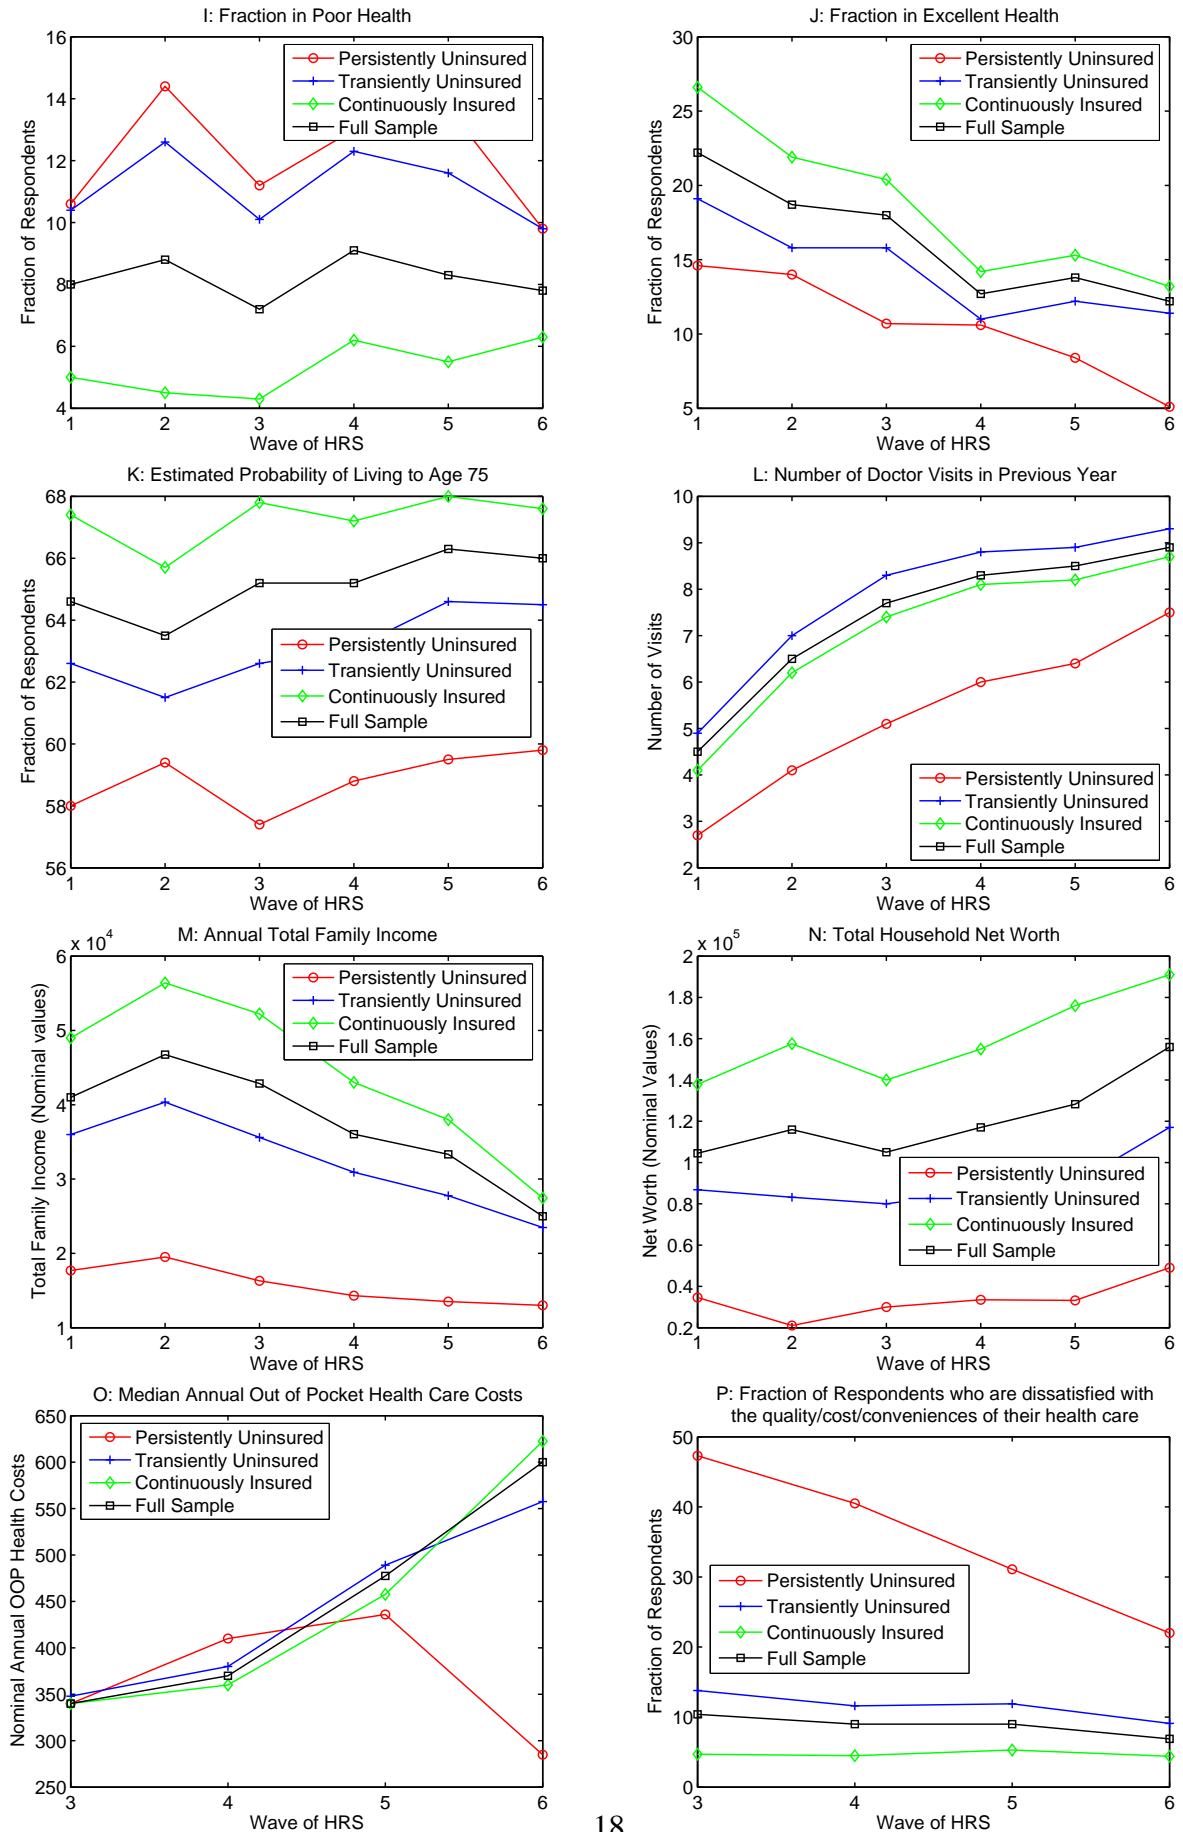 I: Fraction in Poor Health
16
14
12
10
8
6
4
Fraction of Respondents
Persistently Uninsured
Transiently Uninsured
Continuously Insured
Full Sample
1 2 3 4 5 6
Wave of HRS
J: Fraction in Excellent Health
30
25
20
15
10
5
Fraction of Respondents
Persistently Uninsured
Transiently Uninsured
Continuously Insured
Full Sample
1 2 3 4 5 6
Wave of HRS
K: Estimated Probability of Living to Age 75
68
66
64
62
60
58
56
Fraction of Respondents
Persistently Uninsured
Transiently Uninsured
Continuously Insured
Full Sample
1 2 3 4 5 6
Wave of HRS
L: Number of Doctor Visits in Previous Year
10
9
8
7
6
5
4
3
2
Number of Visits
Persistently Uninsured
Transiently Uninsured
Continuously Insured
Full Sample
1 2 3 4 5 6
Wave of HRS
M: Annual Total Family Income
x 10^4
6
5
4
3
2
1
Total Family Income (Nominal values)
Persistently Uninsured
Transiently Uninsured
Continuously Insured
Full Sample
1 2 3 4 5 6
Wave of HRS
N: Total Household Net Worth
x 10^5
2
1.8
1.6
1.4
1.2
1
0.8
0.6
0.4
0.2
Net Worth (Nominal Values)
Persistently Uninsured
Transiently Uninsured
Continuously Insured
Full Sample
1 2 3 4 5 6
Wave of HRS
O: Median Annual Out of Pocket Health Care Costs
650
600
550
500
450
400
350
300
250
Nominal Annual OOP Health Costs
Persistently Uninsured
Transiently Uninsured
Continuously Insured
Full Sample
3 4 5 6
Wave of HRS
P: Fraction of Respondents who are dissatisfied with
the quality/cost/conveniences of their health care
50
40
30
20
10
0
Fraction of Respondents
Persistently Uninsured
Transiently Uninsured
Continuously Insured
Full Sample
3 4 5 6
Wave of HRS
18